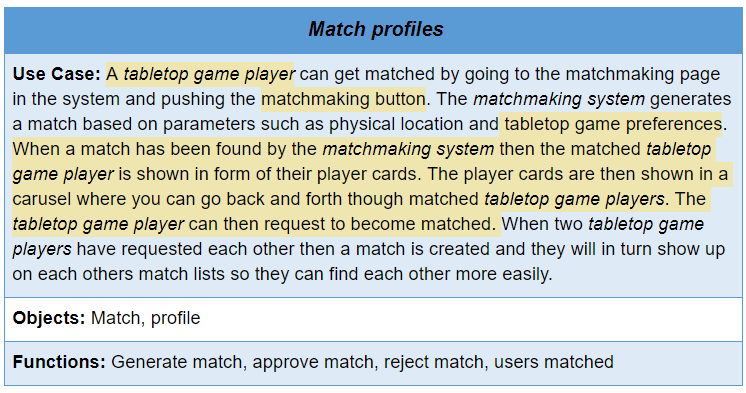 Match profiles
Use Case: A tabletop game player can get matched by going to the matchmaking page
in the system and pushing the matchmaking button. The matchmaking system generates
a match based on parameters such as physical location and tabletop game preferences.
When a match has been found by the matchmaking system then the matched tabletop
game player is shown in form of their player cards. The player cards are then shown in a
carusel where you can go back and forth though matched tabletop game players. The
tabletop game player can then request to become matched. When two tabletop game
players have requested each other then a match is created and they will in turn show up
on each others match lists so they can find each other more easily.
Objects: Match, profile
Functions: Generate match, approve match, reject match, users matched